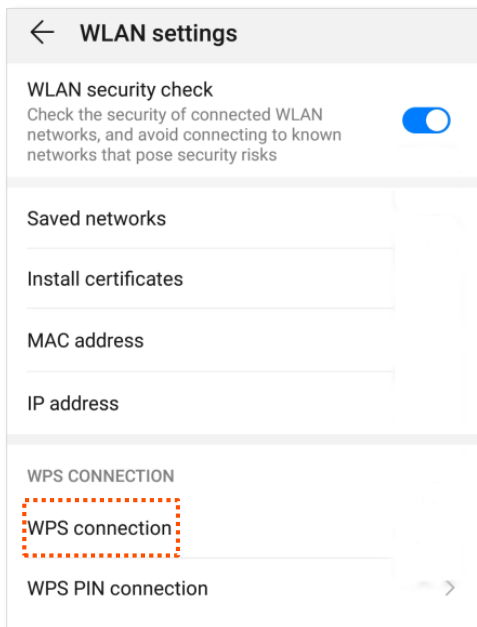 WLAN settings
WLAN security check
Check the security of connected WLAN
networks, and avoid connecting to known
networks that pose security risks
Saved networks
Install certificates
MAC address
IP address
WPS CONNECTION
WPS connection
WPS PIN connection